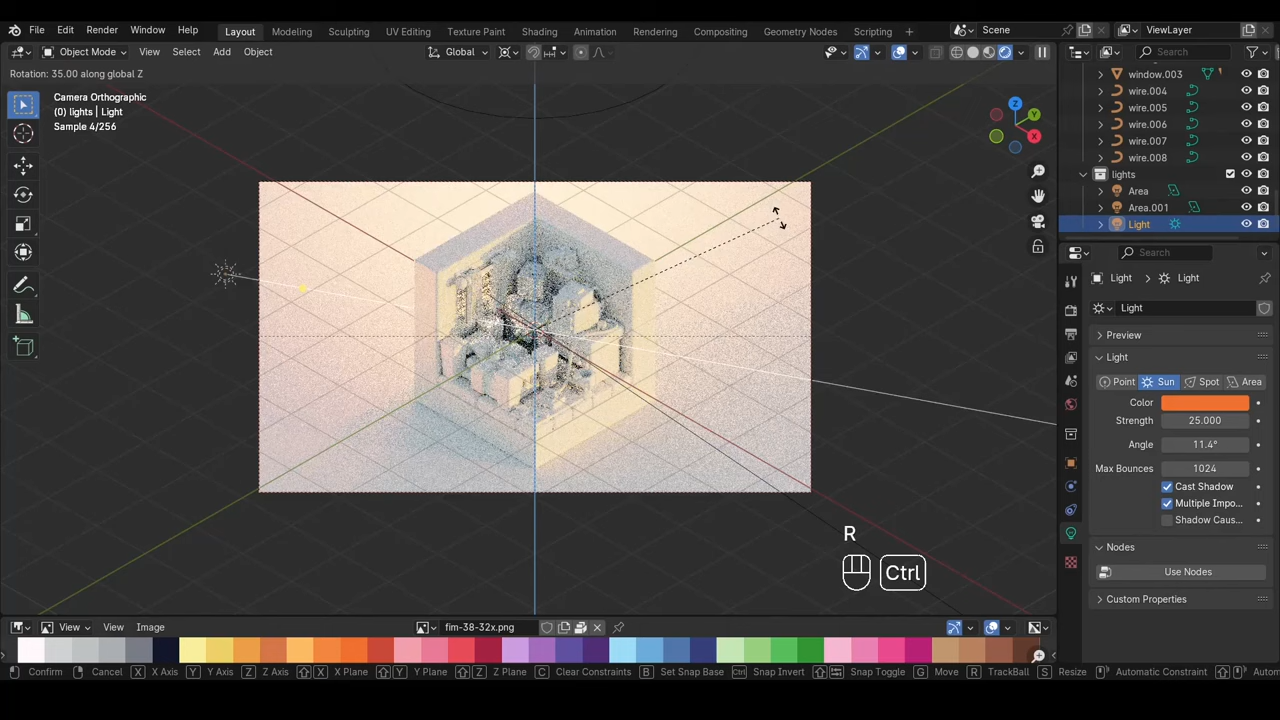 File Edit Render Window Help Layout Modeling Sculpting UV Editing Texture Paint Shading Animation Rendering Compositing Geometry Nodes Scripting Scene ViewLayer
Object Mode View Select Add Object Global Search
Rotation: 35.00 along global Z
Camera Orthographic
(0) lights | Light
Sample 4/256
Z
Y
X
window.003
wire.004
wire.005
wire.006
wire.007
wire.008
lights
Area
Area.001
Light
Search
Light Light
Light
Preview
Light
Point Sun Spot Area
Color
Strength 25.000
Angle 11.4°
Max Bounces 1024
Cast Shadow
Multiple Impo...
Shadow Caus...
Nodes
Use Nodes
Custom Properties
R
Ctrl
View View Image fim-38-32x.png
Confirm Cancel X X Axis Y Y Axis Z Z Axis X X Plane Y Y Plane Z Z Plane C Clear Constraints B Set Snap Base Ctrl Snap Invert Snap Toggle G Move R TrackBall S Resize Automatic Constraint Automatic